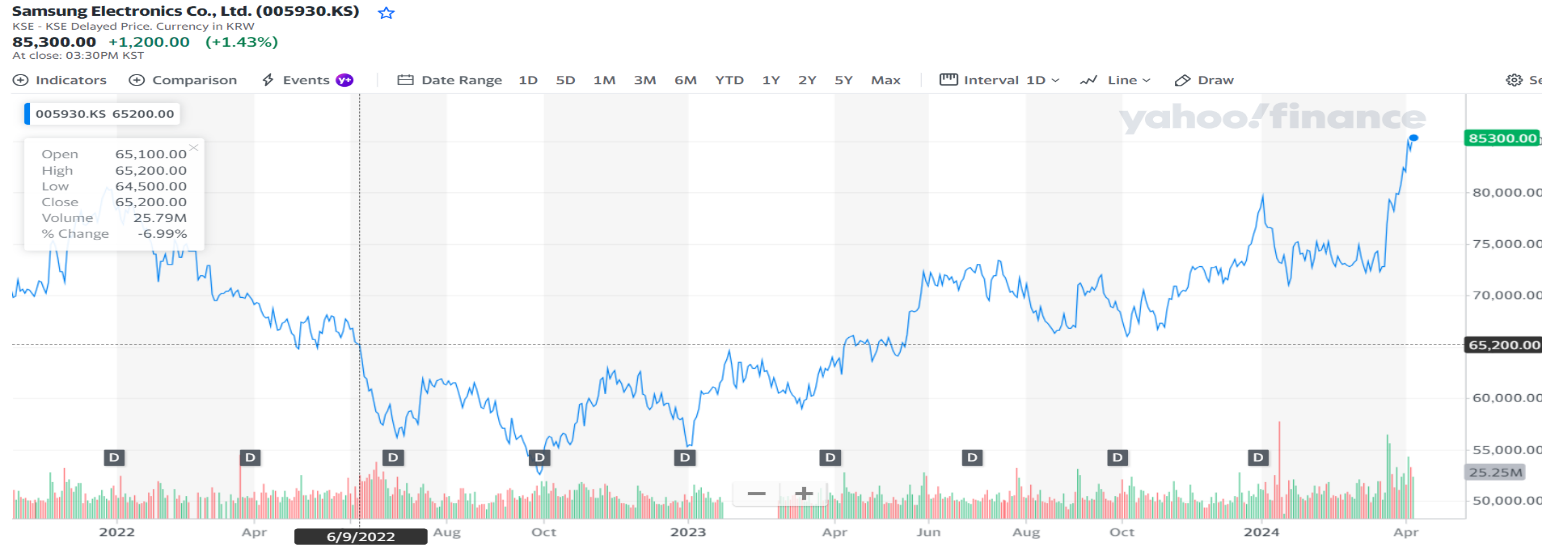 Samsung Electronics Co., Ltd. (005930.KS)
KSE - KSE Delayed Price. Currency in KRW
85,300.00 +1,200.00 (+1.43%)
At close: 03:30PM KST
Indicators Comparison Events Y+ Date Range 1D 5D 1M 3M 6M YTD 1Y 2Y 5Y Max Interval 1D Line Draw Se
005930.KS 65200.00
yahoo!finance
Open 65,100.00
High 65,200.00
Low 64,500.00
Close 65,200.00
Volume 25.79M
% Change -6.99%
85300.00
80,000.00
75,000.00
70,000.00
65,200.00
60,000.00
55,000.00
D D D D D D D D D
25.25M
50,000.00
2022 Apr 6/9/2022 Aug Oct 2023 Apr Jun Aug Oct 2024 Apr